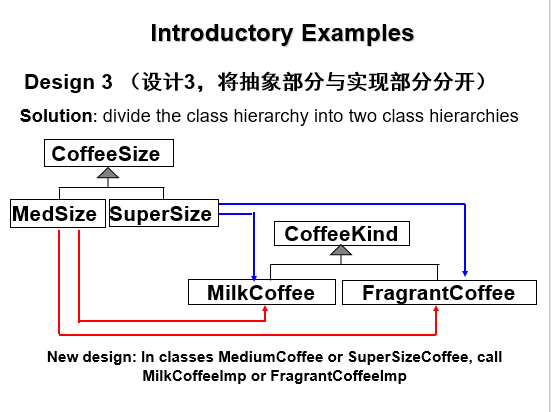 Introductory Examples
Design 3 （设计3，将抽象部分与实现部分分开）
Solution: divide the class hierarchy into two class hierarchies
CoffeeSize
MedSize
SuperSize
CoffeeKind
MilkCoffee
FragrantCoffee
New design: In classes MediumCoffee or SuperSizeCoffee, call
MilkCoffeeImp or FragrantCoffeeImp